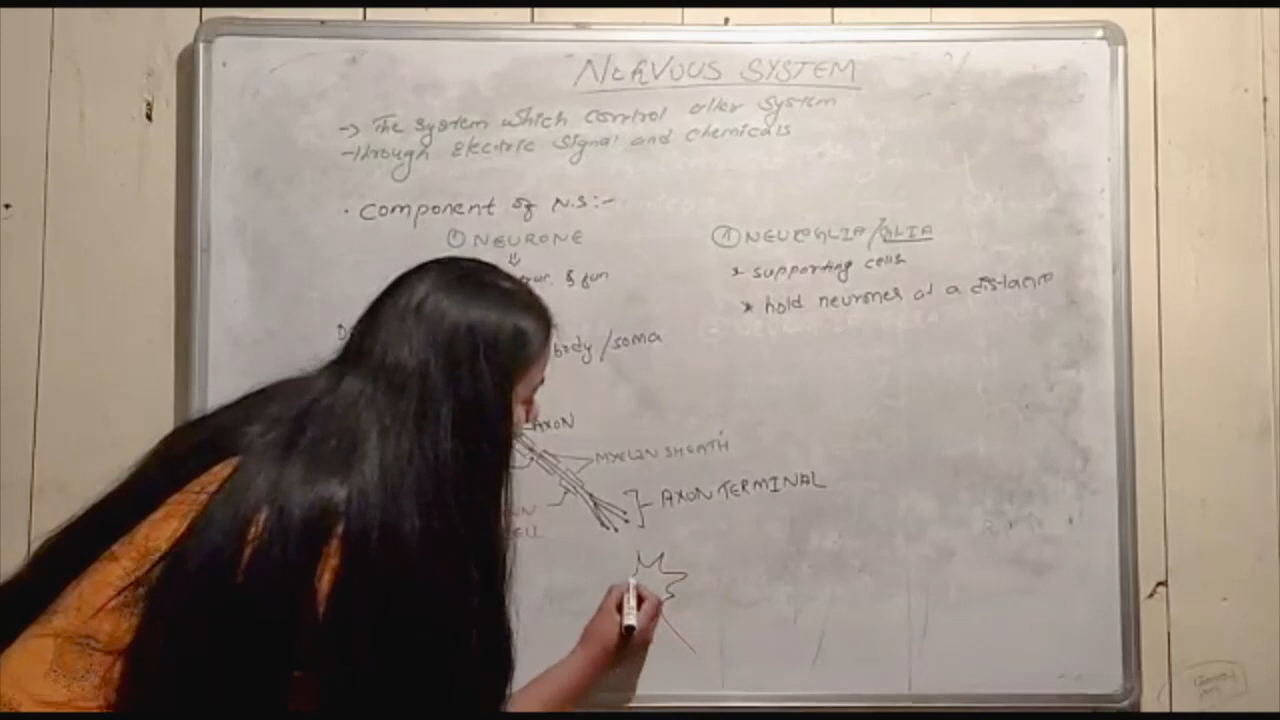 NERVOUS SYSTEM
-> The system which control other system
-through Electric signal and chemicals
· component of N.S:-
① NEURONE
① NEUROGLIA/GLIA
⇓
* supporting cells
& fun
* hold neurones at a distance
body/soma
AXON
MYELIN SHEATH
AXON TERMINAL